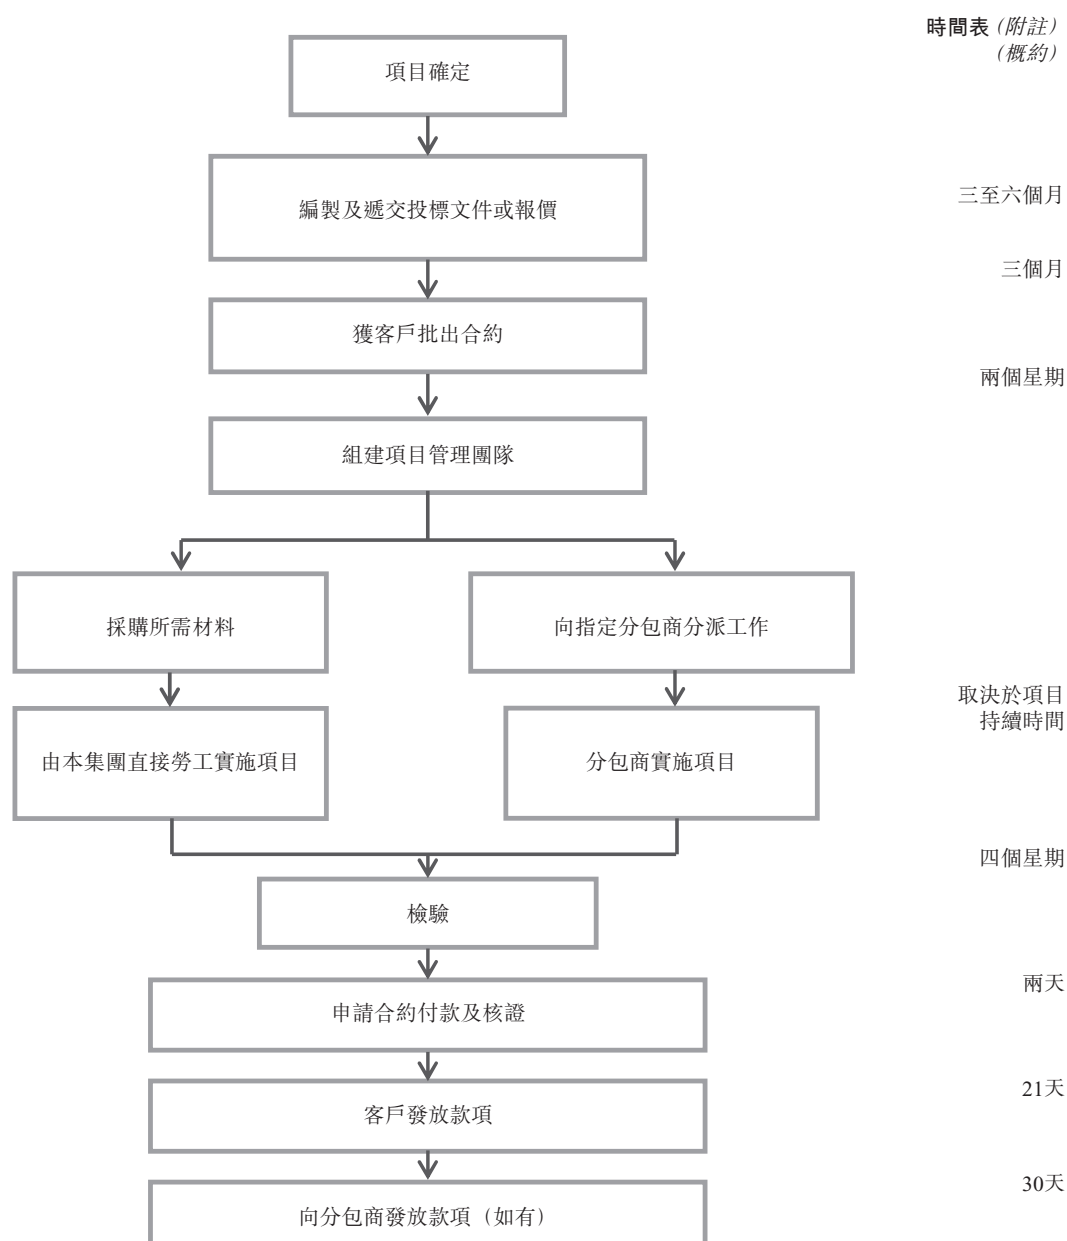 時間表（附註）
（概約）
項目確定
編製及遞交投標文件或報價
三至六個月
三個月
獲客戶批出合約
兩個星期
組建項目管理團隊
採購所需材料
向指定分包商分派工作
取決於項目
持續時間
由本集團直接勞工實施項目
分包商實施項目
四個星期
檢驗
兩天
申請合約付款及核證
21天
客戶發放款項
30天
向分包商發放款項（如有）